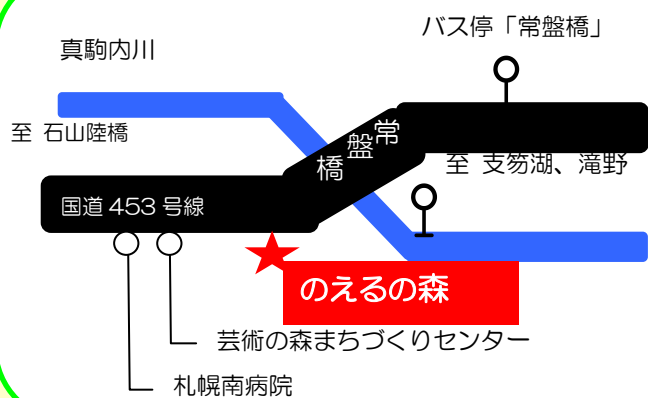 バス停「常盤橋」
真駒内川
至 石山陸橋
常盤橋
至 支笏湖、滝野
国道 453 号線
のえるの森
芸術の森まちづくりセンター
札幌南病院